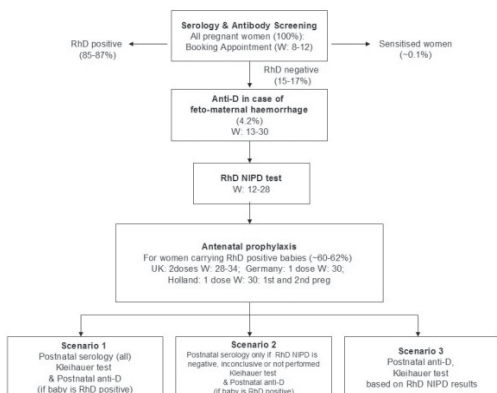 Serology & Antibody Screening
All pregnant women (100%):
Booking Appointment (W: 8-12)
RhD positive
(85-87%)
Sensitised women
(~0.1%)
RhD negative
(15-17%)
Anti-D in case of
feto-maternal haemorrhage
(4.2%)
W: 13-30
RhD NIPD test
W: 12-28
Antenatal prophylaxis
For women carrying RhD positive babies (~60-62%)
UK: 2doses W: 28-34; Germany: 1 dose W: 30;
Holland: 1 dose W: 30: 1st and 2nd preg
Scenario 1
Postnatal serology (all)
Kleihauer test
& Postnatal anti-D
(if baby is RhD positive)
Scenario 2
Postnatal serology only if RhD NIPD is
negative, inconclusive or not performed
Kleihauer test
& Postnatal anti-D
(if baby is RhD positive)
Scenario 3
Postnatal anti-D,
Kleihauer test
based on RhD NIPD results